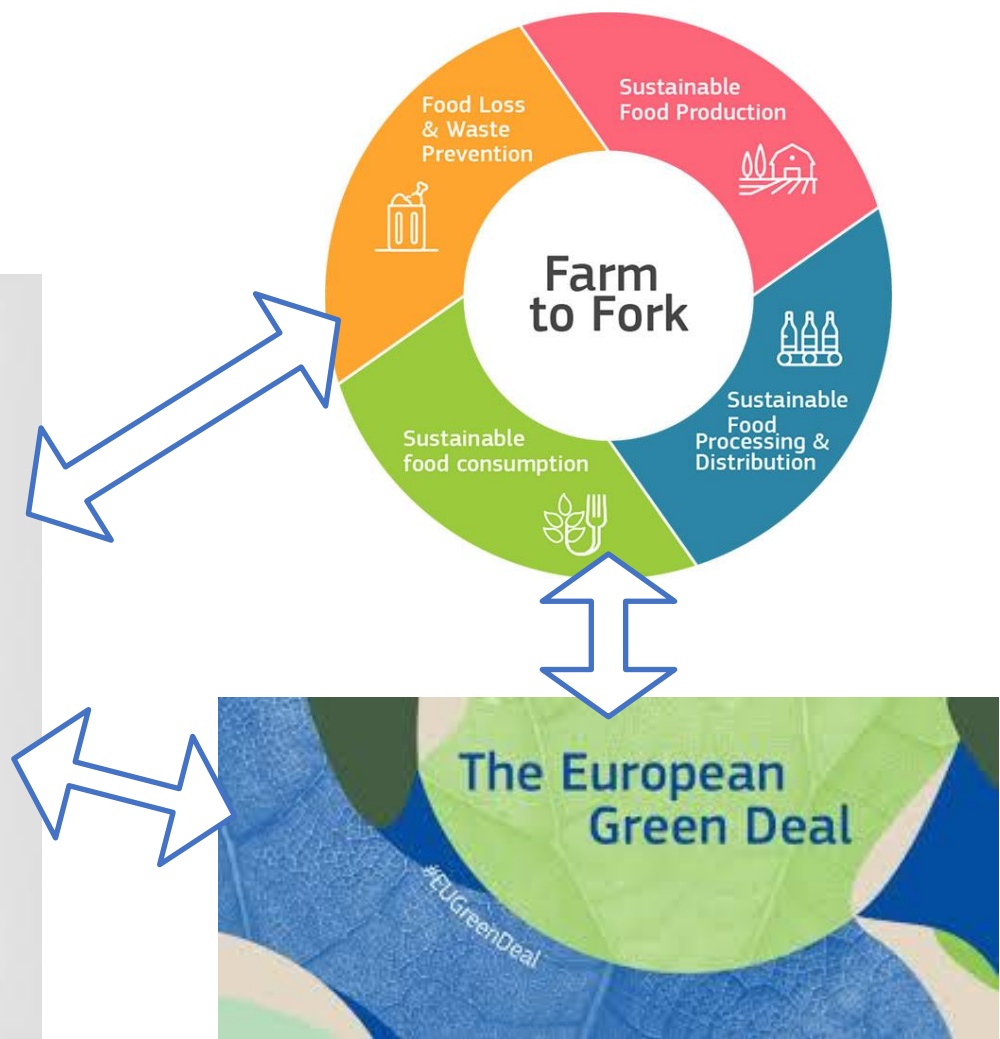 Food Loss
& Waste
Prevention
Sustainable
Food Production
Farm
to Fork
Sustainable
Food
Processing &
Distribution
Sustainable
food consumption
The European
Green Deal
#EUGreenDeal